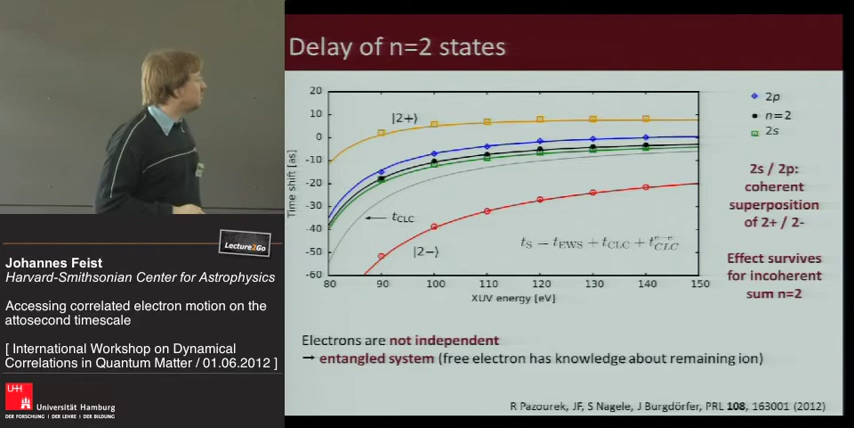 Delay of n=2 states
20
10
0
-10
-20
-30
-40
-50
-60
Time shift [as]
80 90 100 110 120 130 140 150
XUV energy [eV]
|2+⟩
t_CLC
|2−⟩
t_S = t_EWS + t_CLC + t_CLC^{e−e}
2p
n=2
2s
2s / 2p:
coherent
superposition
of 2+ / 2-
Effect survives
for incoherent
sum n=2
Electrons are not independent
→ entangled system (free electron has knowledge about remaining ion)
R Pazourek, JF, S Nagele, J Burgdörfer, PRL 108, 163001 (2012)
Lecture2Go
Johannes Feist
Harvard-Smithsonian Center for Astrophysics
Accessing correlated electron motion on the
attosecond timescale
[ International Workshop on Dynamical
Correlations in Quantum Matter / 01.06.2012 ]
UH
Universität Hamburg
DER FORSCHUNG | DER LEHRE | DER BILDUNG